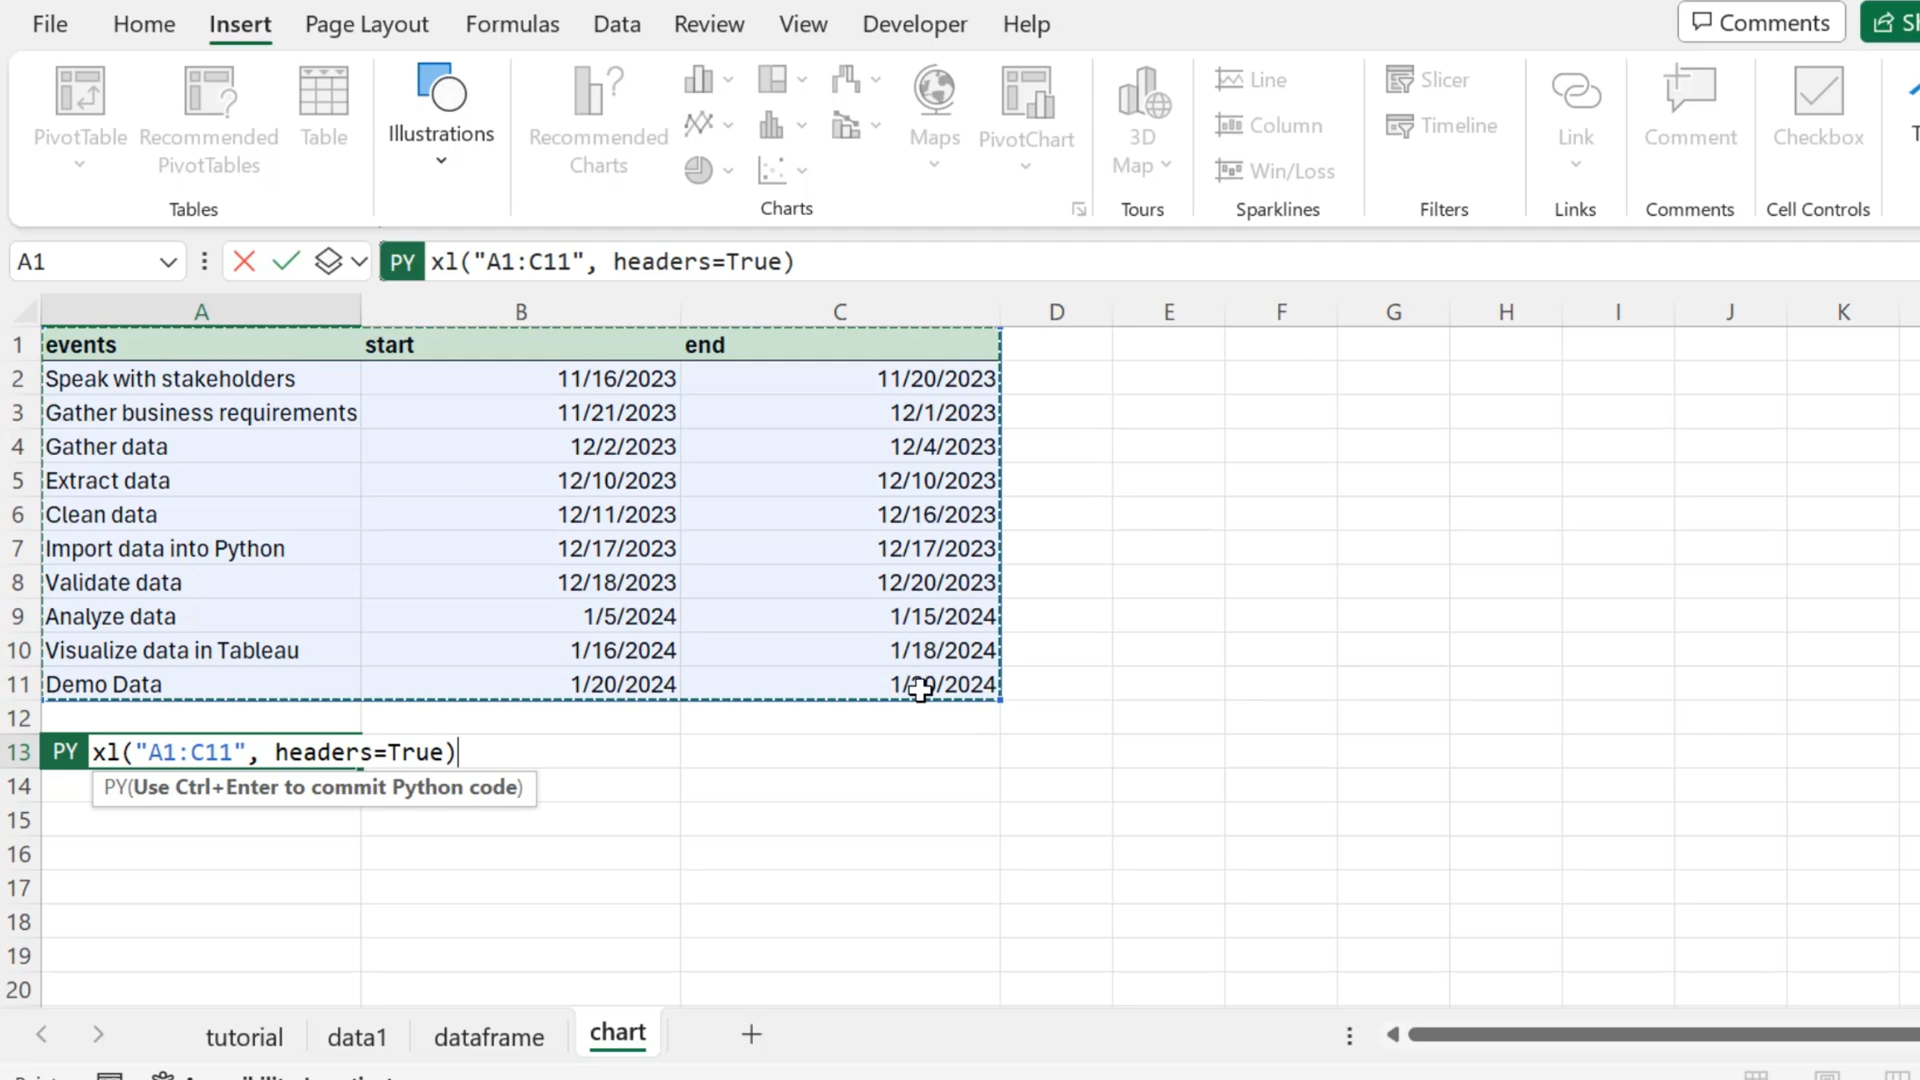 File Home Insert Page Layout Formulas Data Review View Developer Help Comments
PivotTable Recommended PivotTables Table
Tables
Illustrations
Recommended Charts
Maps PivotChart
Charts
3D Map
Tours
Line
Column
Win/Loss
Sparklines
Slicer
Timeline
Filters
Link
Links
Comment
Comments
Checkbox
Cell Controls
A1 PY xl("A1:C11", headers=True)
A B C D E F G H I J K
1 events start end
2 Speak with stakeholders 11/16/2023 11/20/2023
3 Gather business requirements 11/21/2023 12/1/2023
4 Gather data 12/2/2023 12/4/2023
5 Extract data 12/10/2023 12/10/2023
6 Clean data 12/11/2023 12/16/2023
7 Import data into Python 12/17/2023 12/17/2023
8 Validate data 12/18/2023 12/20/2023
9 Analyze data 1/5/2024 1/15/2024
10 Visualize data in Tableau 1/16/2024 1/18/2024
11 Demo Data 1/20/2024
12
13 PY xl("A1:C11", headers=True)
14 PY(Use Ctrl+Enter to commit Python code)
15
16
17
18
19
20
tutorial data1 dataframe chart